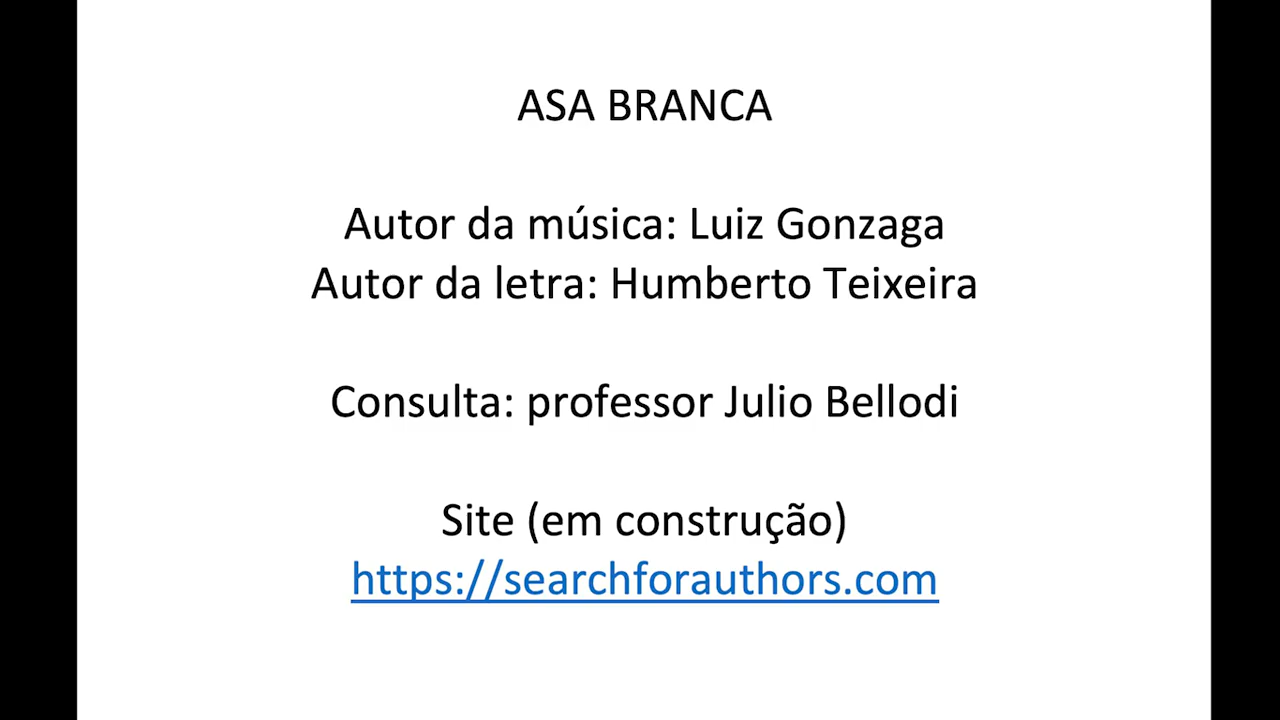 ASA BRANCA
Autor da música: Luiz Gonzaga
Autor da letra: Humberto Teixeira
Consulta: professor Julio Bellodi
Site (em construção)
https://searchforauthors.com